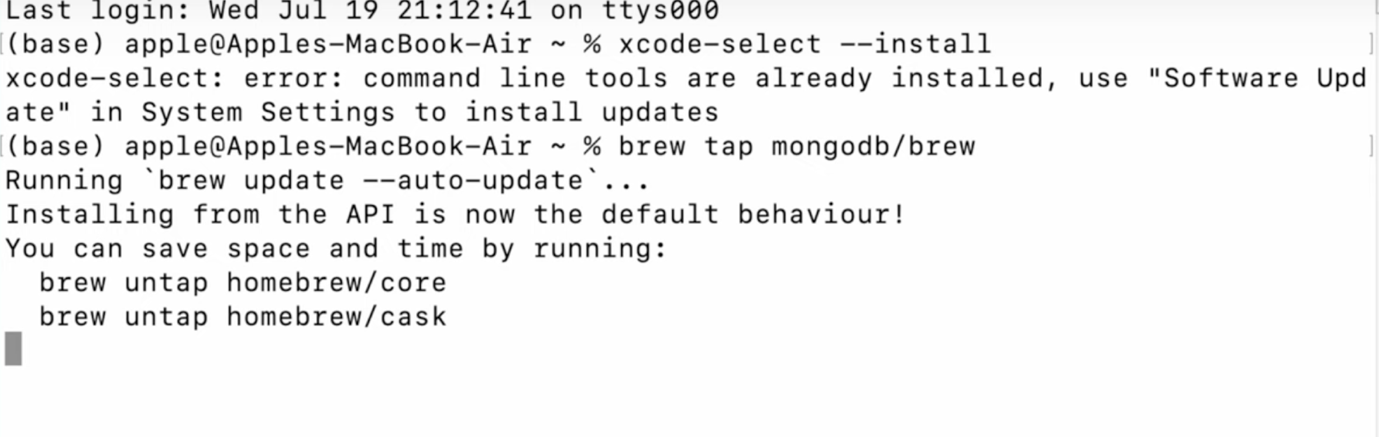 Last login: Wed Jul 19 21:12:41 on ttys000
[(base) apple@Apples-MacBook-Air ~ % xcode-select --install ]
xcode-select: error: command line tools are already installed, use "Software Upd
ate" in System Settings to install updates
[(base) apple@Apples-MacBook-Air ~ % brew tap mongodb/brew ]
Running `brew update --auto-update`...
Installing from the API is now the default behaviour!
You can save space and time by running:
  brew untap homebrew/core
  brew untap homebrew/cask